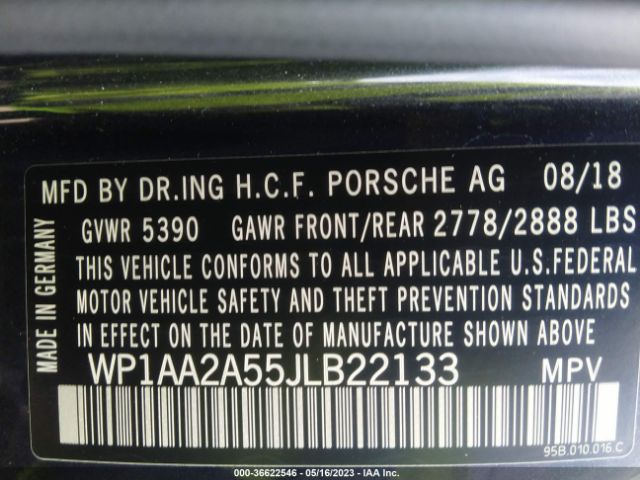 MFD BY DR.ING H.C.F. PORSCHE AG 08/18
GVWR 5390 GAWR FRONT/REAR 2778/2888 LBS
THIS VEHICLE CONFORMS TO ALL APPLICABLE U.S.FEDERAL
MOTOR VEHICLE SAFETY AND THEFT PREVENTION STANDARDS
IN EFFECT ON THE DATE OF MANUFACTURE SHOWN ABOVE
WP1AA2A55JLB22133 MPV
MADE IN GERMANY
95B.010.016.C
000-36622546 - 05/16/2023 - IAA Inc.